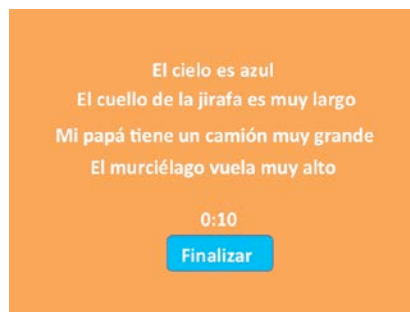 El cielo es azul
El cuello de la jirafa es muy largo
Mi papá tiene un camión muy grande
El murciélago vuela muy alto
0:10
Finalizar